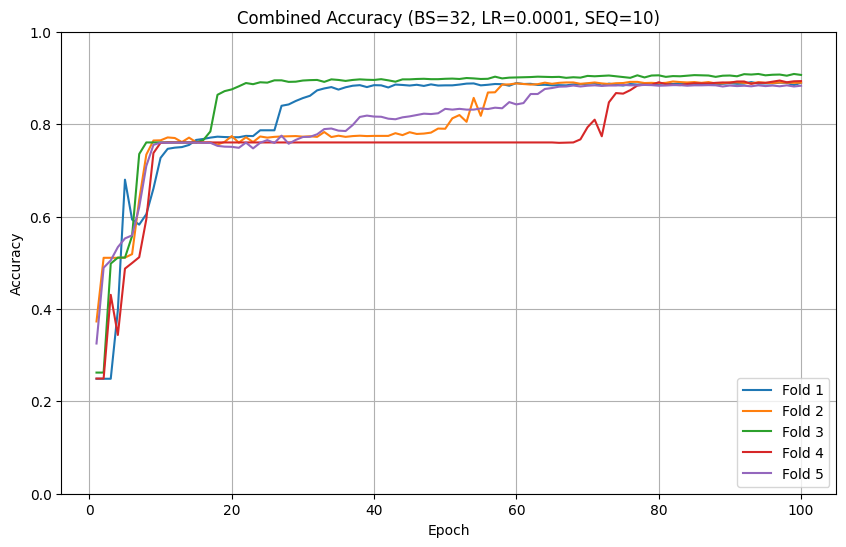 Combined Accuracy (BS=32, LR=0.0001, SEQ=10)
1.0
0.8
0.6
0.4
0.2
0.0
Accuracy
0
20
40
60
80
100
Epoch
Fold 1
Fold 2
Fold 3
Fold 4
Fold 5